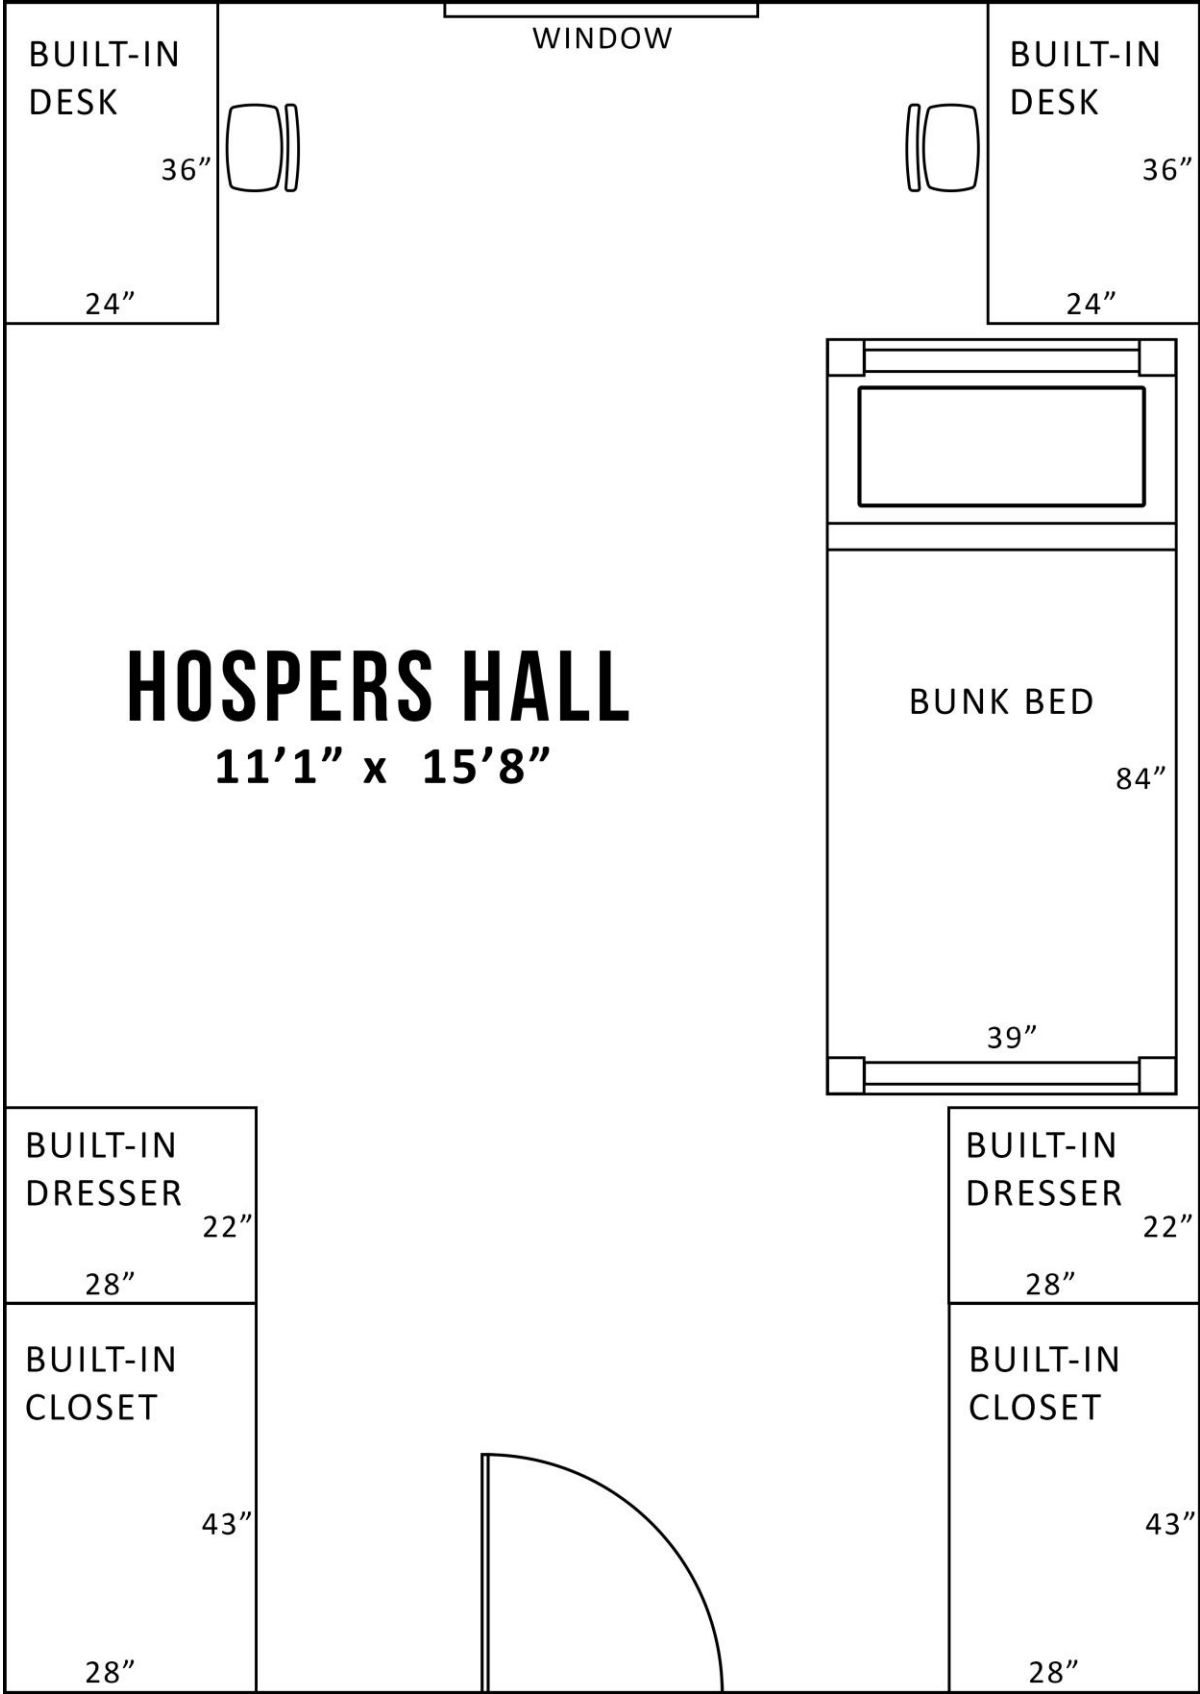 WINDOW
BUILT-IN
DESK
36”
24”
BUILT-IN
DESK
36”
24”
HOSPERS HALL
11’1” x 15’8”
BUNK BED
84”
39”
BUILT-IN
DRESSER
22”
28”
BUILT-IN
DRESSER
22”
28”
BUILT-IN
CLOSET
43”
28”
BUILT-IN
CLOSET
43”
28”